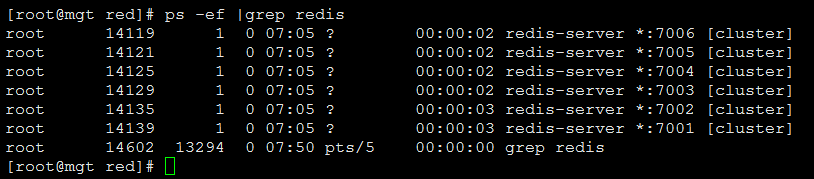 [root@mgt red]# ps -ef |grep redis
root 14119 1 0 07:05 ? 00:00:02 redis-server *:7006 [cluster]
root 14121 1 0 07:05 ? 00:00:02 redis-server *:7005 [cluster]
root 14125 1 0 07:05 ? 00:00:02 redis-server *:7004 [cluster]
root 14129 1 0 07:05 ? 00:00:02 redis-server *:7003 [cluster]
root 14135 1 0 07:05 ? 00:00:03 redis-server *:7002 [cluster]
root 14139 1 0 07:05 ? 00:00:03 redis-server *:7001 [cluster]
root 14602 13294 0 07:50 pts/5 00:00:00 grep redis
[root@mgt red]#